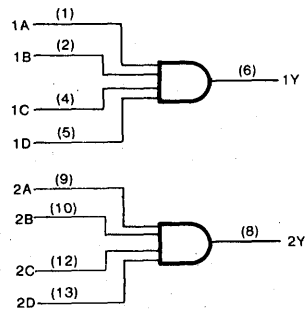 (1)
1A
(2)
1B
(6)
1Y
(4)
1C
(5)
1D
(9)
2A
(10)
2B
(8)
2Y
(12)
2C
(13)
2D